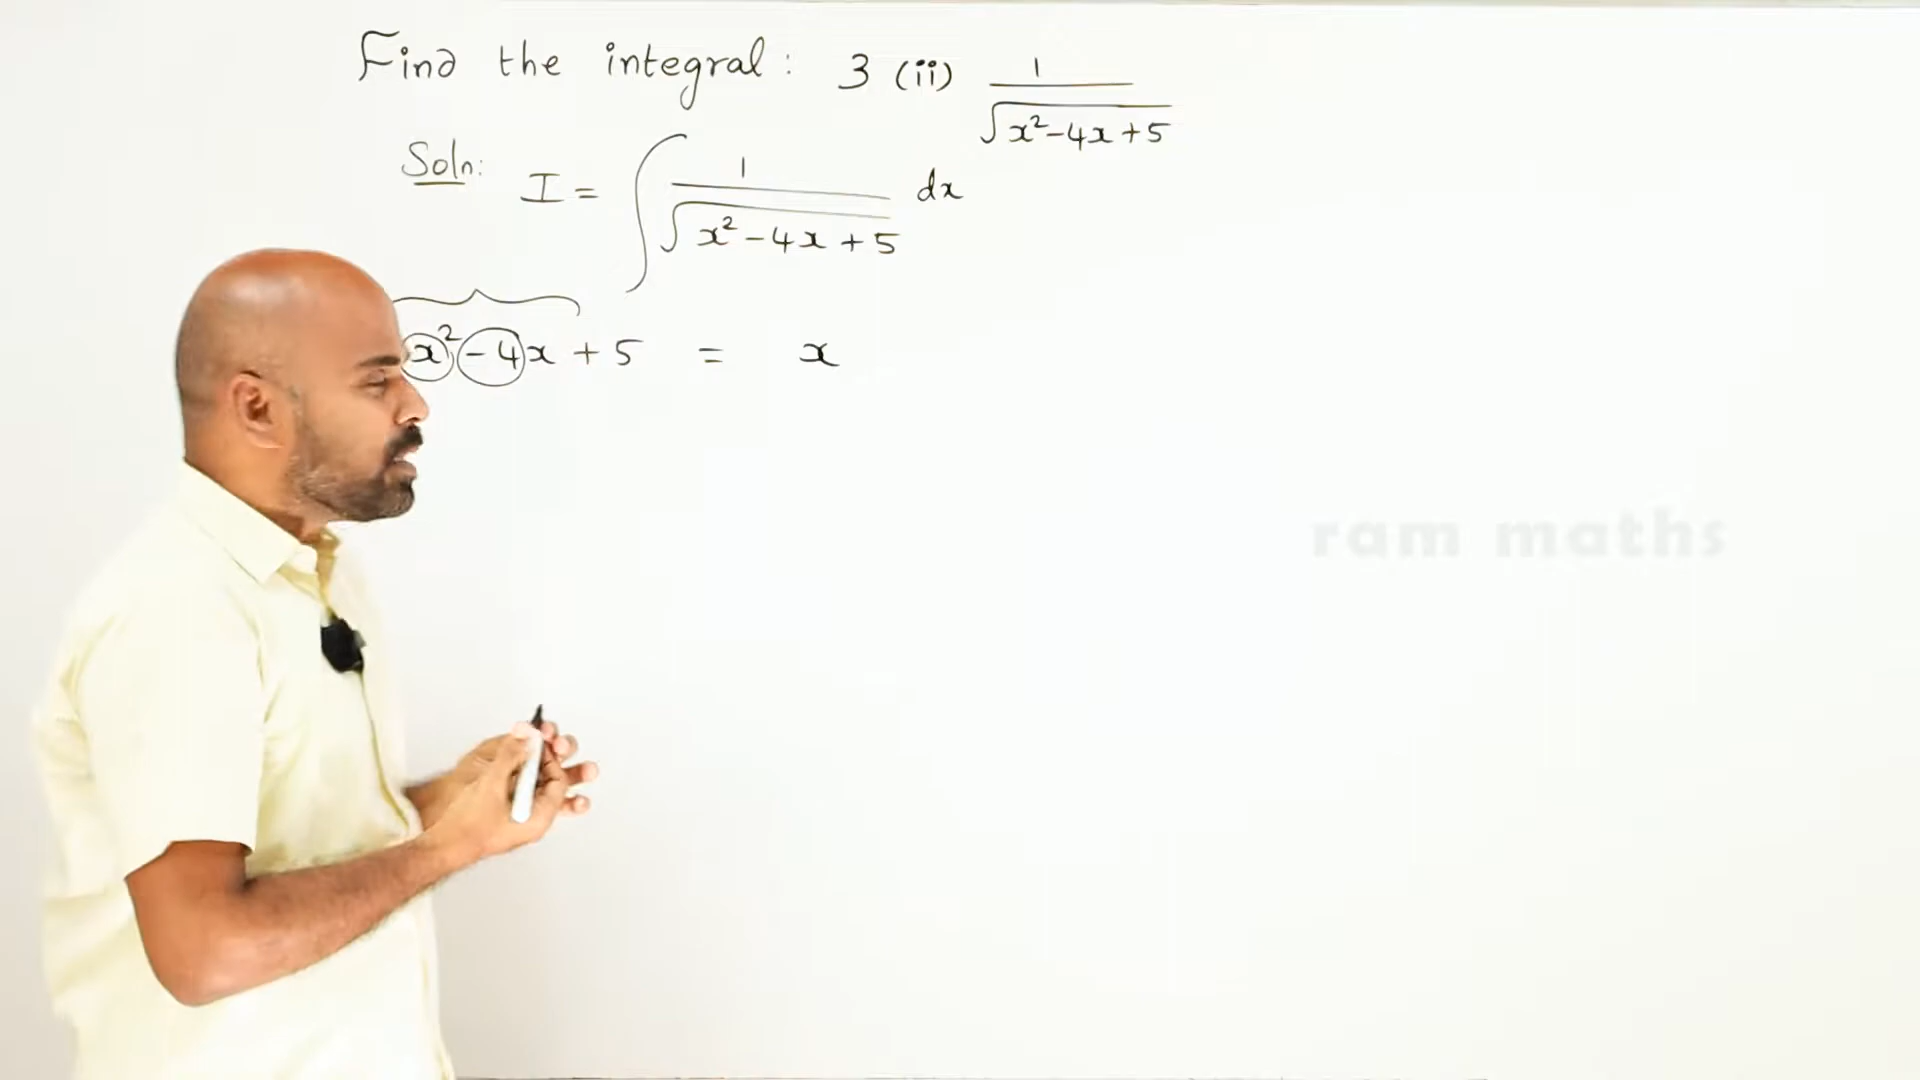 Find the integral : 3 (ii) 1/√(x²-4x+5)
Soln: I = ∫ 1/√(x²-4x+5) dx
x²-4x+5 = x
ram maths